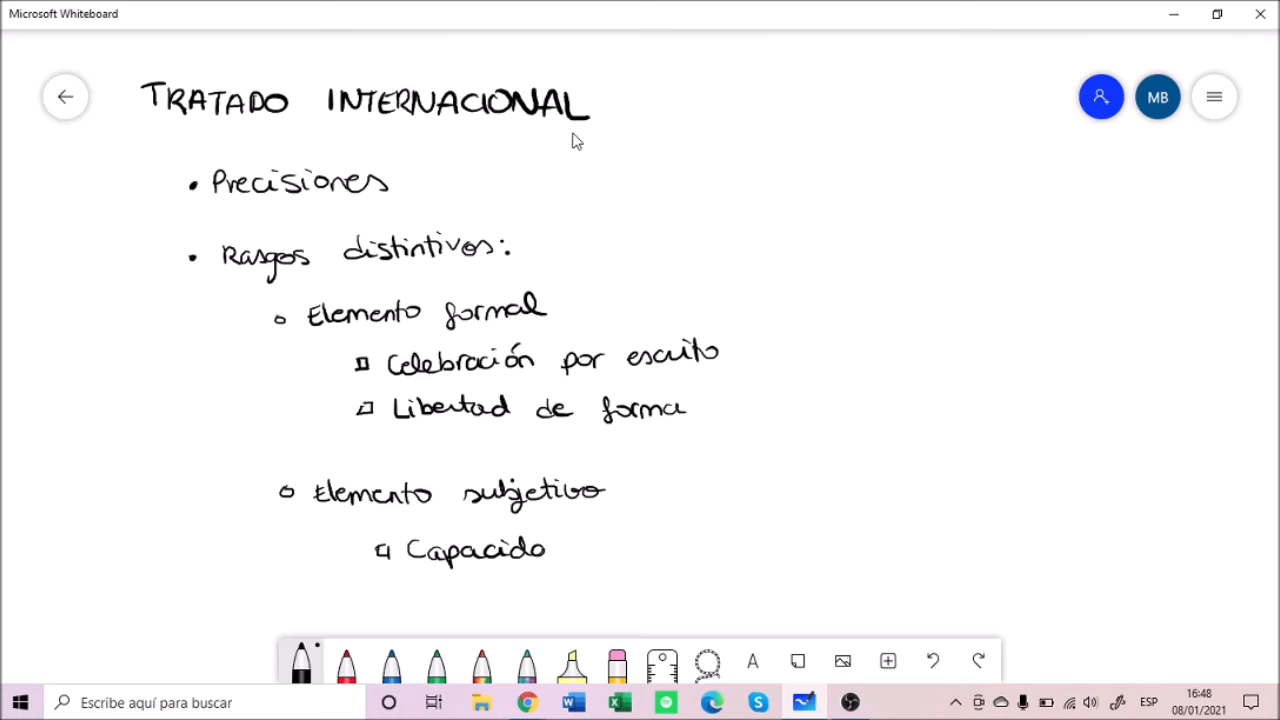 Microsoft Whiteboard
TRATADO INTERNACIONAL
MB
• Precisiones
• Rasgos distintivos:
Elemento formal
Celebración por escrito
Libertad de forma
Elemento subjetivo
Capacido
A
Escribe aquí para buscar
ESP
16:48
08/01/2021